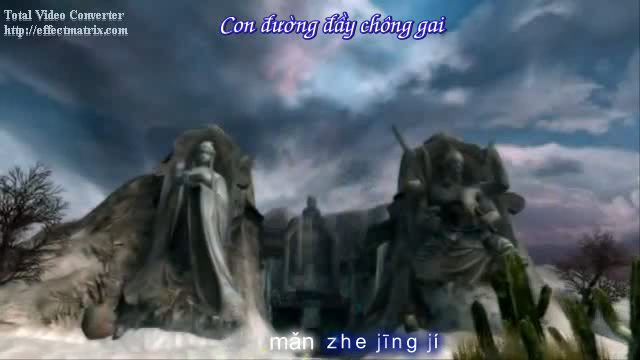 Total Video Converter
http://effectmatrix.com
Con đường đầy chông gai
mǎn zhe jīng jí